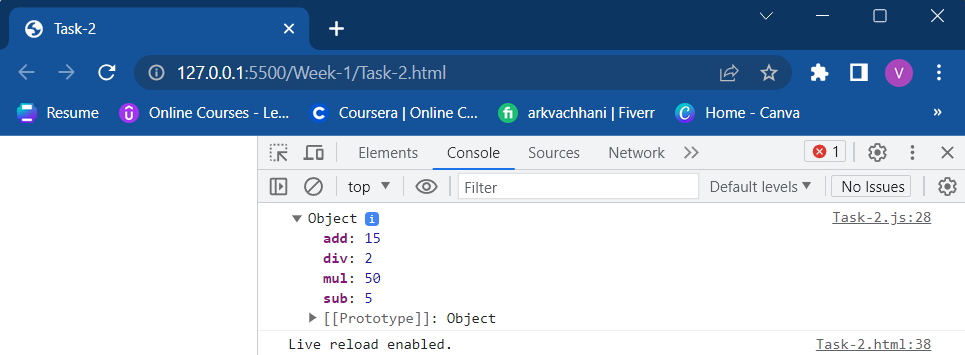 Task-2
127.0.0.1:5500/Week-1/Task-2.html
V
Resume Online Courses - Le... Coursera | Online C... arkvachhani | Fiverr Home - Canva »
Elements Console Sources Network 1
top Filter Default levels No Issues
Object i Task-2.js:28
add: 15
div: 2
mul: 50
sub: 5
[[Prototype]]: Object
Live reload enabled. Task-2.html:38